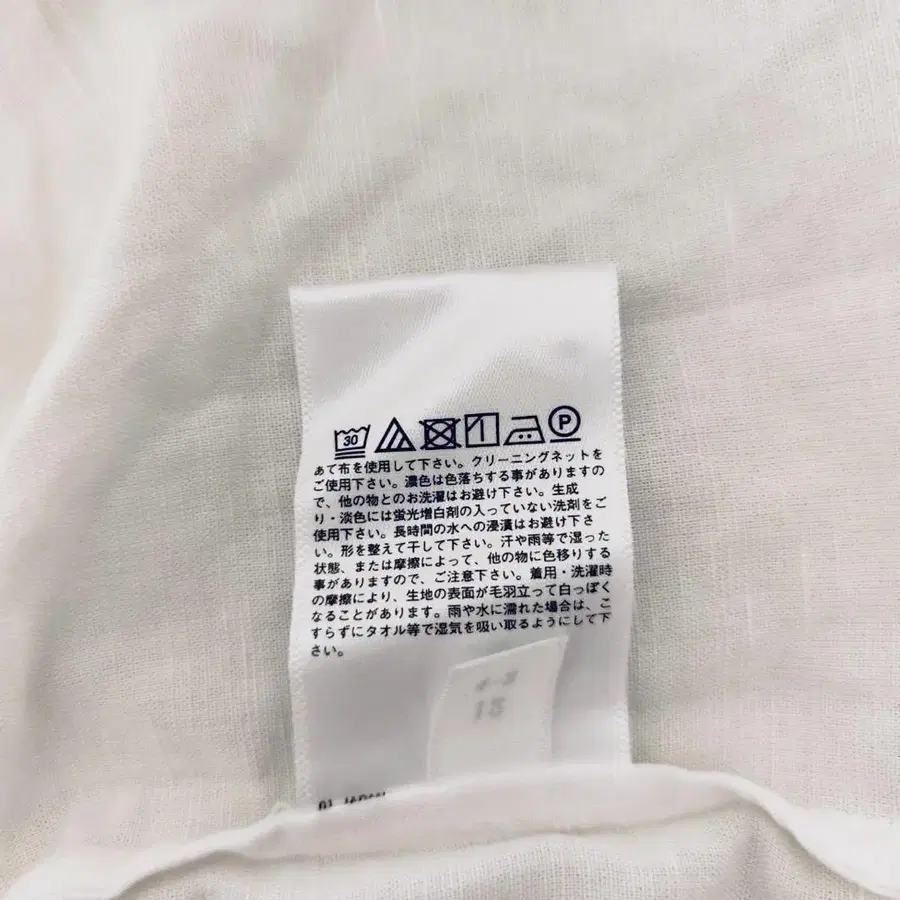 30 P
あて布を使用して下さい。クリーニングネットを
ご使用下さい。濃色は色落ちする事がありますの
で、他の物とのお洗濯はお避け下さい。生成
り・淡色には蛍光増白剤の入っていない洗剤をご
使用下さい。長時間の水への浸漬はお避け下さ
い。形を整えて干して下さい。汗や雨等で湿った
状態、または摩擦によって、他の物に色移りする
事がありますので、ご注意下さい。着用・洗濯時
の摩擦により、生地の表面が毛羽立って白っぽく
なることがあります。雨や水に濡れた場合は、こ
すらずにタオル等で湿気を吸い取るようにして下
さい。